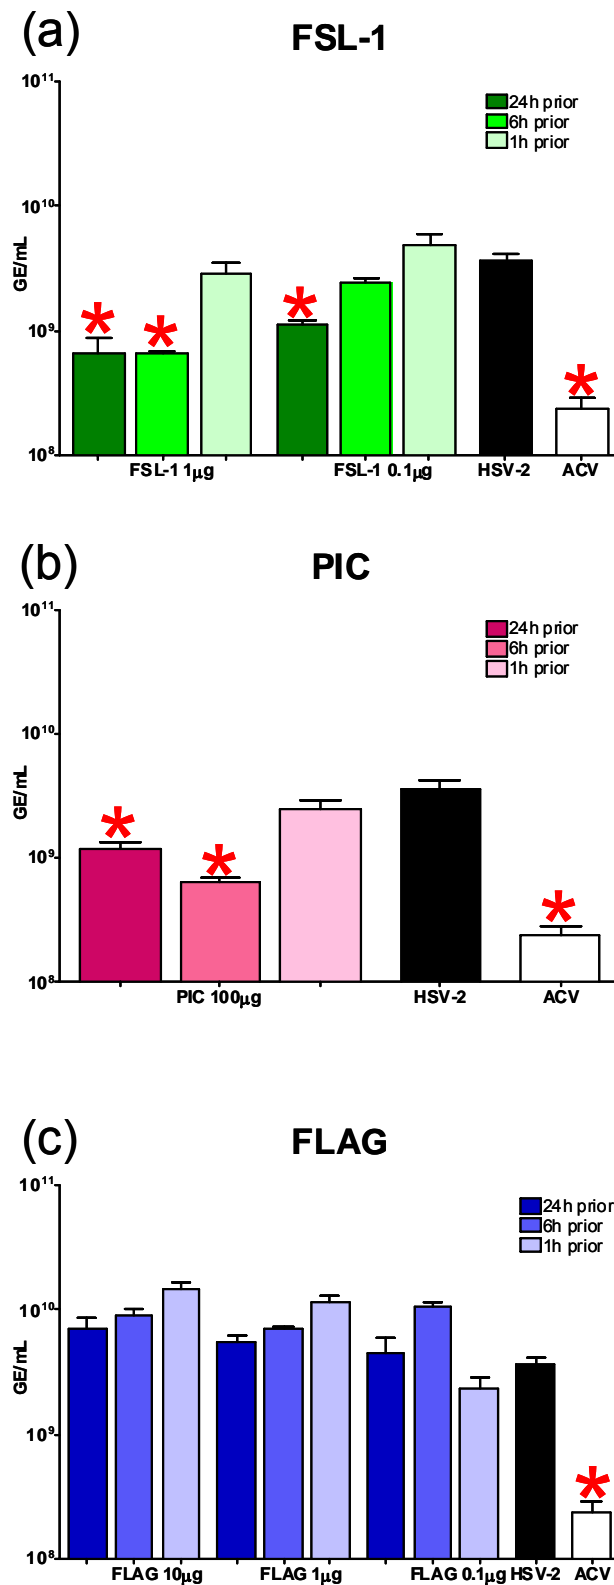 (a) FSL-1
10¹¹
24h prior
6h prior
1h prior
10¹⁰
GE/mL
10⁹
10⁸
FSL-1 1μg FSL-1 0.1μg HSV-2 ACV
(b) PIC
10¹¹
24h prior
6h prior
1h prior
10¹⁰
GE/mL
10⁹
10⁸
PIC 100μg HSV-2 ACV
(c) FLAG
10¹¹
24h prior
6h prior
1h prior
10¹⁰
GE/mL
10⁹
10⁸
FLAG 10μg FLAG 1μg FLAG 0.1μg HSV-2 ACV